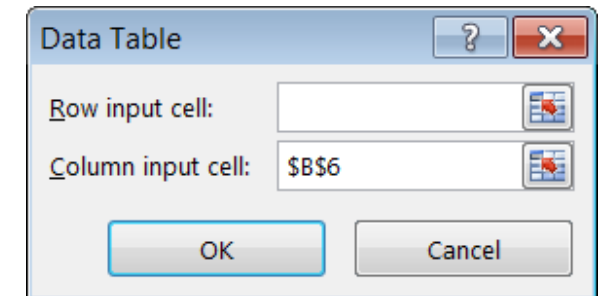 Data Table ?
Row input cell:
Column input cell: $B$6
OK Cancel